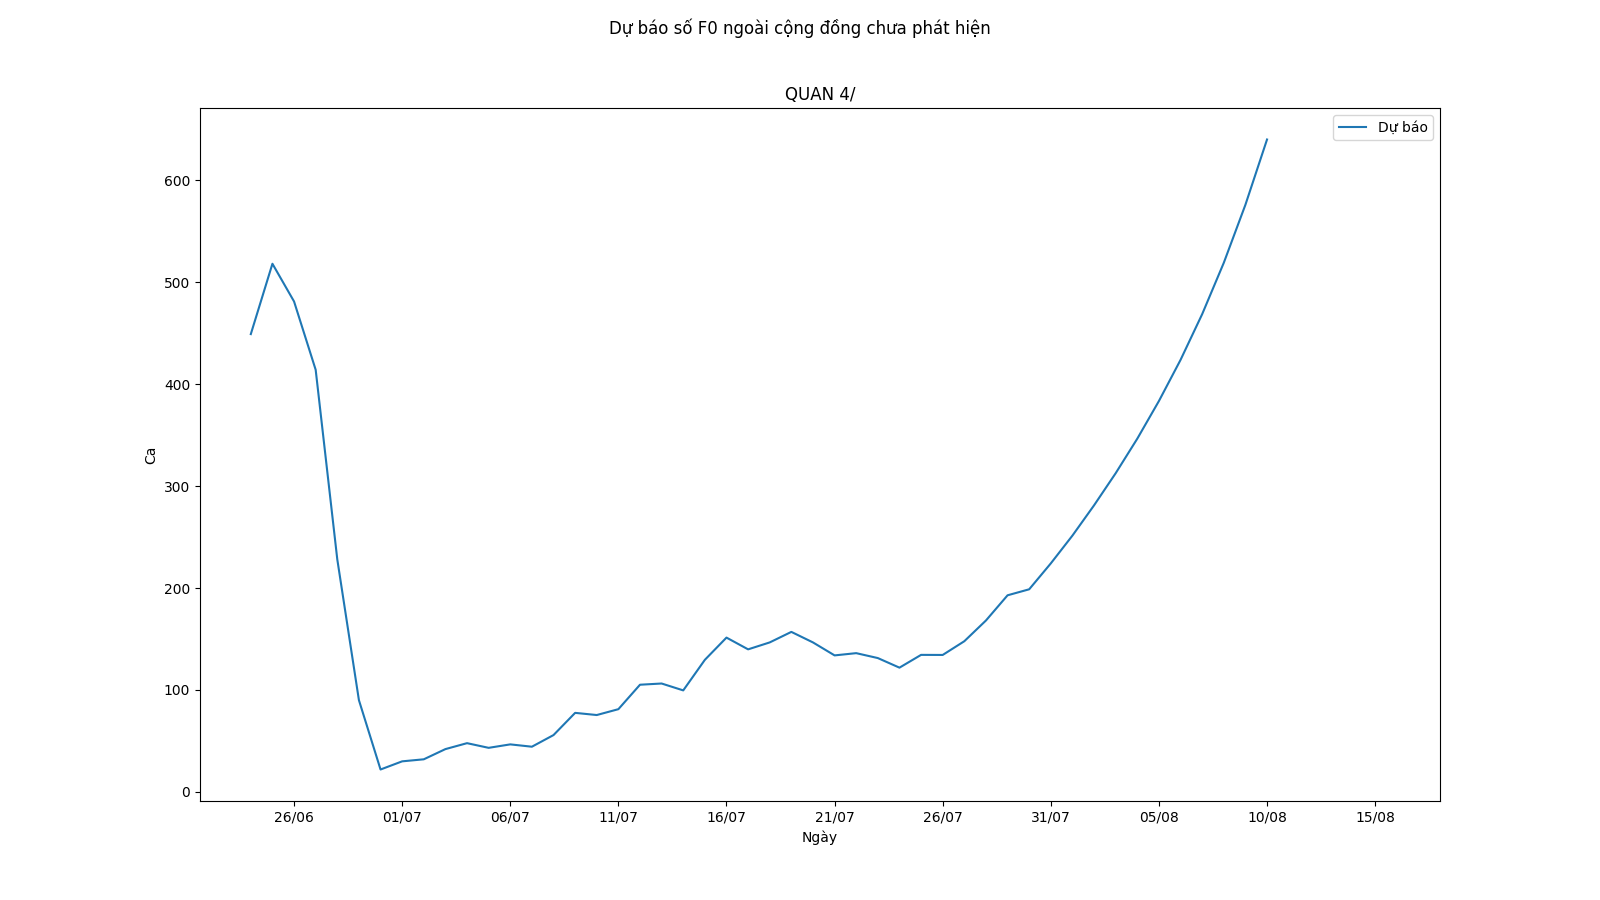 Dự báo số F0 ngoài cộng đồng chưa phát hiện
QUAN 4/
Dự báo
600
500
400
300
200
100
0
Ca
26/06 01/07 06/07 11/07 16/07 21/07 26/07 31/07 05/08 10/08 15/08
Ngày